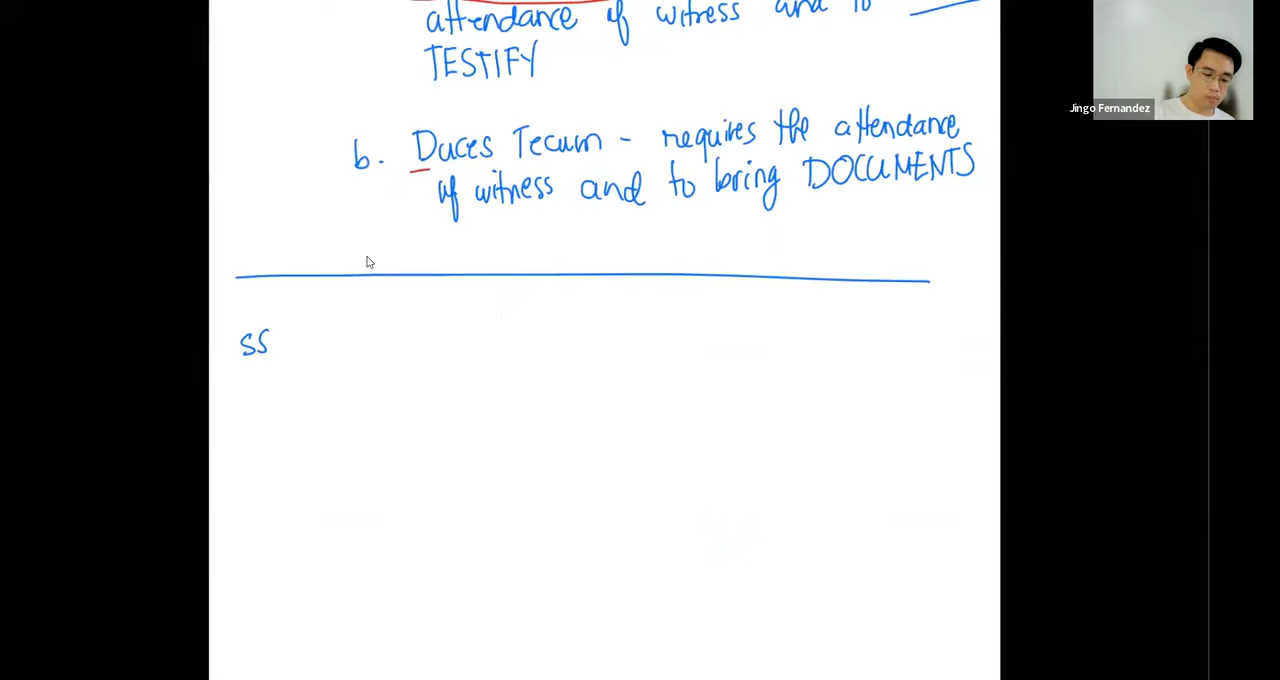 attendance of witness and to
TESTIFY
Jingo Fernandez
b. Duces Tecum - requires the attendance
of witness and to bring DOCUMENTS
SS